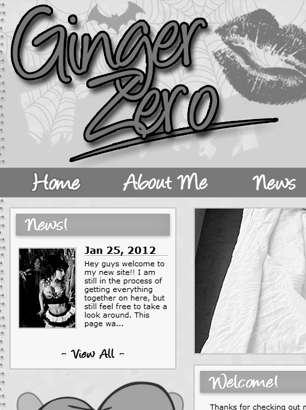 Ginger
Zero
Home About Me News
News!
Jan 25, 2012
Hey guys welcome to
my new site!! I am
still in the process of
getting everything
together on here, but
still feel free to take a
look around. This
page wa...
~ View All ~
Welcome!
Thanks for checking out m